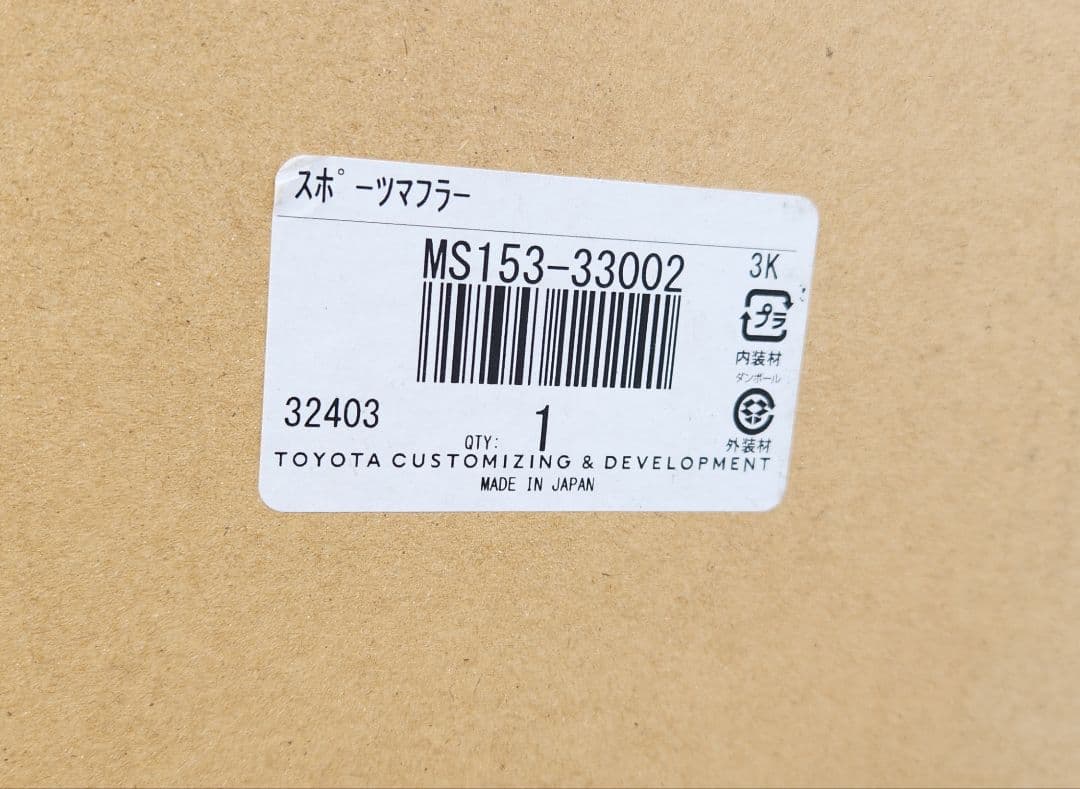 スポーツマフラー
MS153-33002
3K
プラ
内装材
ダンボール
外装材
32403
QTY: 1
TOYOTA CUSTOMIZING & DEVELOPMENT
MADE IN JAPAN